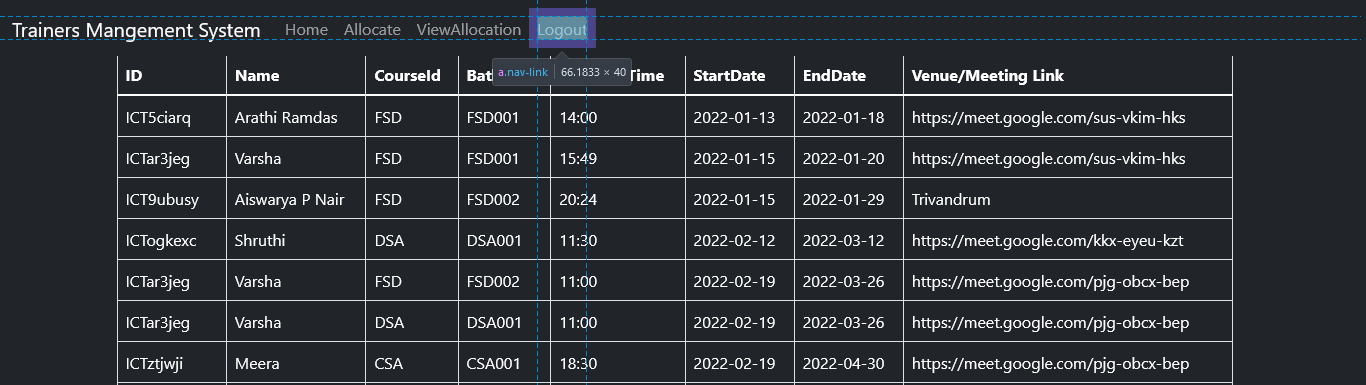 Trainers Mangement System Home Allocate ViewAllocation Logout
a.nav-link 66.1833 × 40
ID Name CourseId Bat Time StartDate EndDate Venue/Meeting Link
ICT5ciarq Arathi Ramdas FSD FSD001 14:00 2022-01-13 2022-01-18 https://meet.google.com/sus-vkim-hks
ICTar3jeg Varsha FSD FSD001 15:49 2022-01-15 2022-01-20 https://meet.google.com/sus-vkim-hks
ICT9ubusy Aiswarya P Nair FSD FSD002 20:24 2022-01-15 2022-01-29 Trivandrum
ICTogkexc Shruthi DSA DSA001 11:30 2022-02-12 2022-03-12 https://meet.google.com/kkx-eyeu-kzt
ICTar3jeg Varsha FSD FSD002 11:00 2022-02-19 2022-03-26 https://meet.google.com/pjg-obcx-bep
ICTar3jeg Varsha DSA DSA001 11:00 2022-02-19 2022-03-26 https://meet.google.com/pjg-obcx-bep
ICTztjwji Meera CSA CSA001 18:30 2022-02-19 2022-04-30 https://meet.google.com/pjg-obcx-bep